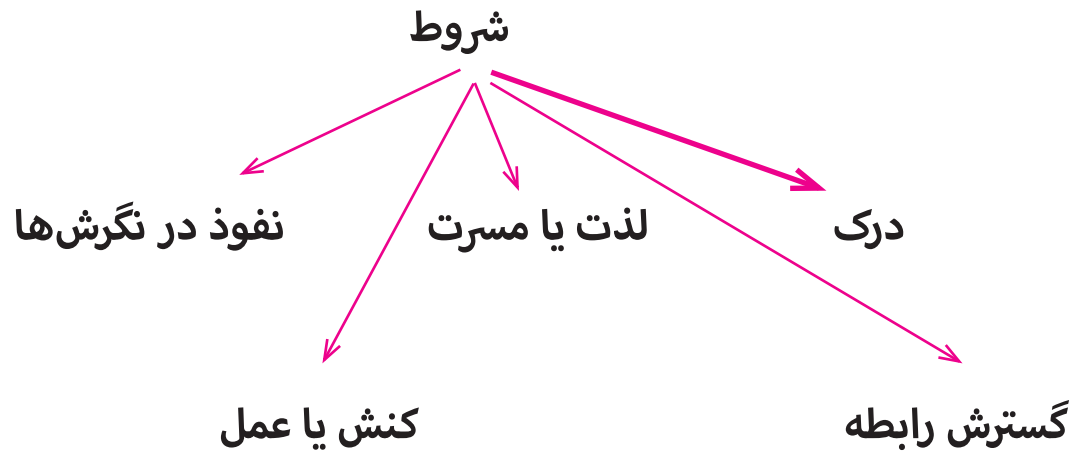 شروط
درک
لذت یا مسرت
نفوذ در نگرش‌ها
گسترش رابطه
کنش یا عمل